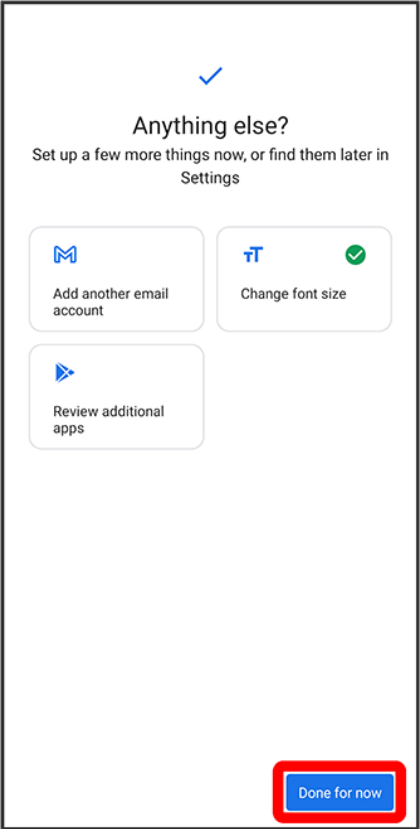 Anything else?
Set up a few more things now, or find them later in
Settings
Add another email
account
Change font size
Review additional
apps
Done for now